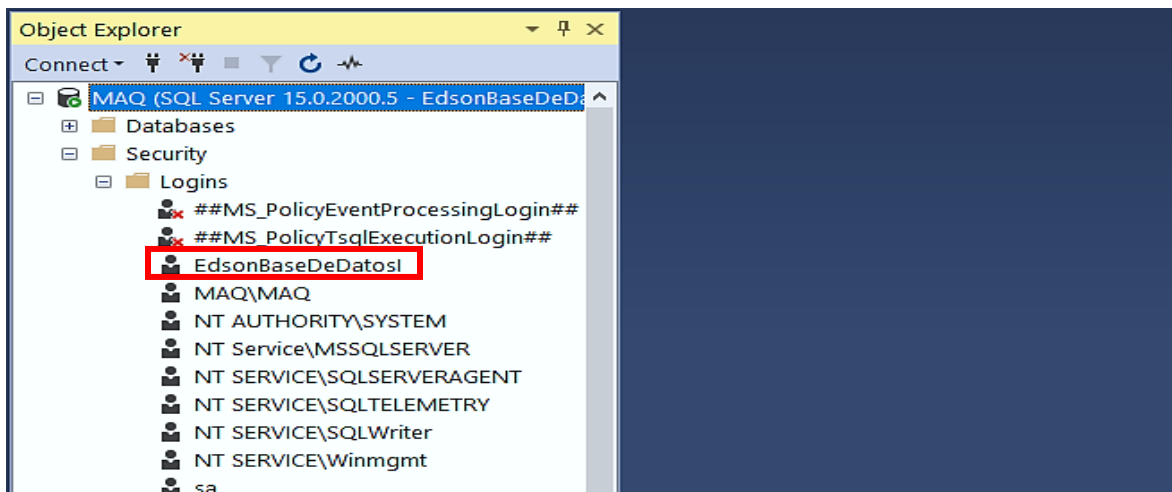 Object Explorer
Connect
MAQ (SQL Server 15.0.2000.5 - EdsonBaseDeDa
Databases
Security
Logins
##MS_PolicyEventProcessingLogin##
##MS_PolicyTsqlExecutionLogin##
EdsonBaseDeDatosI
MAQ\MAQ
NT AUTHORITY\SYSTEM
NT Service\MSSQLSERVER
NT SERVICE\SQLSERVERAGENT
NT SERVICE\SQLTELEMETRY
NT SERVICE\SQLWriter
NT SERVICE\Winmgmt
sa